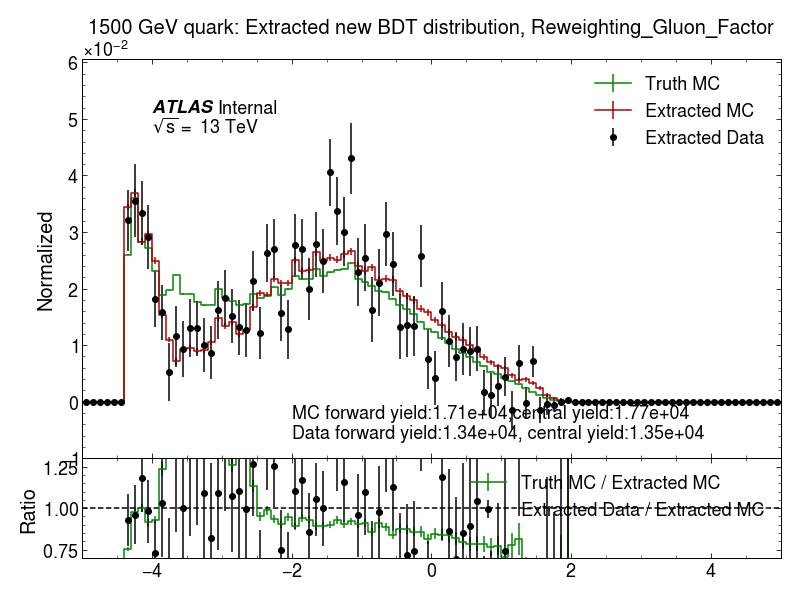 1500 GeV quark: Extracted new BDT distribution, Reweighting_Gluon_Factor
×10⁻²
6
5
4
3
2
1
0
Normalized
ATLAS Internal
√s = 13 TeV
Truth MC
Extracted MC
Extracted Data
MC forward yield:1.71e+04,central yield:1.77e+04
Data forward yield:1.34e+04, central yield:1.35e+04
1
1.25
1.00
0.75
Ratio
Truth MC / Extracted MC
Extracted Data / Extracted MC
−4 −2 0 2 4